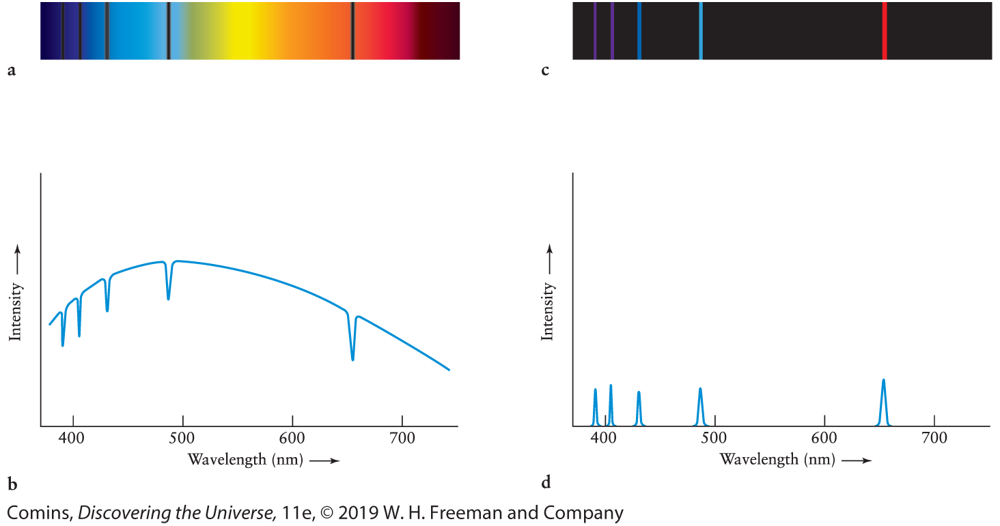 a
c
Intensity
400 500 600 700
Wavelength (nm)
b
Intensity
400 500 600 700
Wavelength (nm)
d
Comins, Discovering the Universe, 11e, © 2019 W. H. Freeman and Company